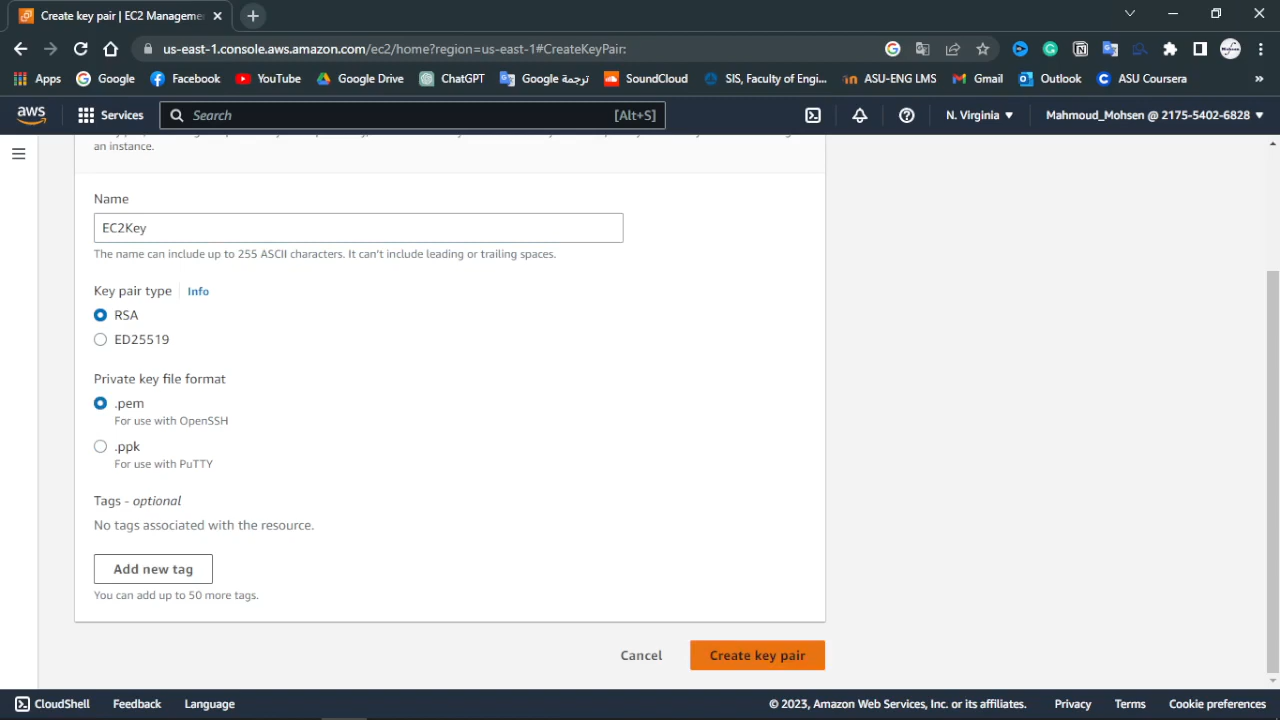 Create key pair | EC2 Manageme
us-east-1.console.aws.amazon.com/ec2/home?region=us-east-1#CreateKeyPair:
Apps Google Facebook YouTube Google Drive ChatGPT ترجمة Google SoundCloud SIS, Faculty of Engi... ASU-ENG LMS Gmail Outlook ASU Coursera »
aws Services Search [Alt+S] N. Virginia Mahmoud_Mohsen @ 2175-5402-6828
an instance.
Name
EC2Key
The name can include up to 255 ASCII characters. It can't include leading or trailing spaces.
Key pair type Info
RSA
ED25519
Private key file format
.pem
For use with OpenSSH
.ppk
For use with PuTTY
Tags - optional
No tags associated with the resource.
Add new tag
You can add up to 50 more tags.
Cancel Create key pair
CloudShell Feedback Language © 2023, Amazon Web Services, Inc. or its affiliates. Privacy Terms Cookie preferences